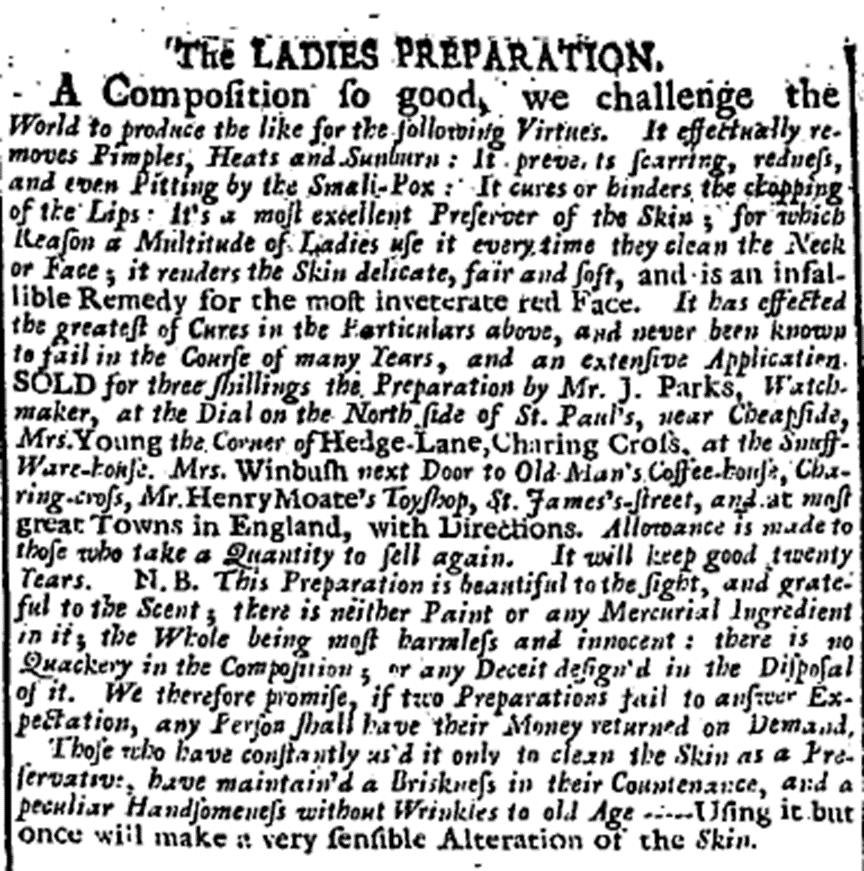 The LADIES PREPARATION.
A Compoſition ſo good, we challenge the
World to produce the like for the following Virtues. It effectually re-
moves Pimples, Heats and Sunburn: It preve.ts ſcarring, redneſs,
and even Pitting by the Small-Pox: It cures or hinders the chopping
of the Lips: It's a moſt excellent Preſerver of the Skin; for which
Reaſon a Multitude of Ladies uſe it every time they clean the Neck
or Face; it renders the Skin delicate, fair and ſoft, and is an infal-
lible Remedy for the moſt inveterate red Face. It has effected
the greateſt of Cures in the Particulars above, and never been known
to fail in the Courſe of many Years, and an extenſive Application.
SOLD for three ſhillings the Preparation by Mr. J. Parks, Watch-
maker, at the Dial on the North ſide of St. Paul's, near Cheapſide,
Mrs. Young the Corner of Hedge-Lane, Charing Croſs, at the Snuff-
Ware-houſe. Mrs. Winbuſh next Door to Old Man's Coffee-houſe, Cha-
ring-croſs, Mr. Henry Moate's Toyſhop, St. James's-ſtreet, and at moſt
great Towns in England, with Directions. Allowance is made to
thoſe who take a Quantity to ſell again. It will keep good twenty
Years. N. B. This Preparation is beautiful to the ſight, and grate-
ful to the Scent; there is neither Paint or any Mercurial Ingredient
in it; the Whole being moſt harmleſs and innocent: there is no
Quackery in the Compoſition; or any Deceit deſign'd in the Diſpoſal
of it. We therefore promiſe, if two Preparations fail to anſwer Ex-
pectation, any Perſon ſhall have their Money returned on Demand.
Thoſe who have conſtantly us'd it only to clean the Skin as a Pre-
ſervative, have maintain'd a Briskneſs in their Countenance, and a
peculiar Handſomeneſs without Wrinkles to old Age -----Uſing it but
once will make a very ſenſible Alteration of the Skin.